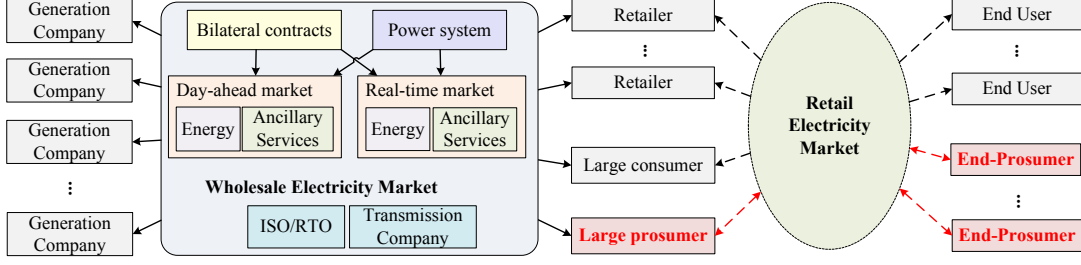 Generation
Company
Generation
Company
Generation
Company
⋮
Generation
Company
Bilateral contracts
Power system
Day-ahead market
Energy
Ancillary
Services
Real-time market
Energy
Ancillary
Services
Wholesale Electricity Market
ISO/RTO
Transmission
Company
Retailer
⋮
Retailer
Large consumer
Large prosumer
Retail
Electricity
Market
End User
⋮
End User
End-Prosumer
⋮
End-Prosumer